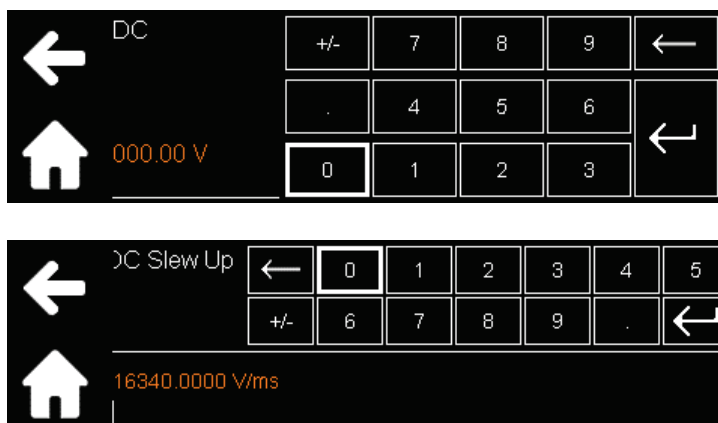 DC
+/- 7 8 9
. 4 5 6
000.00 V
0 1 2 3
DC Slew Up
0 1 2 3 4 5
+/- 6 7 8 9 .
16340.0000 V/ms